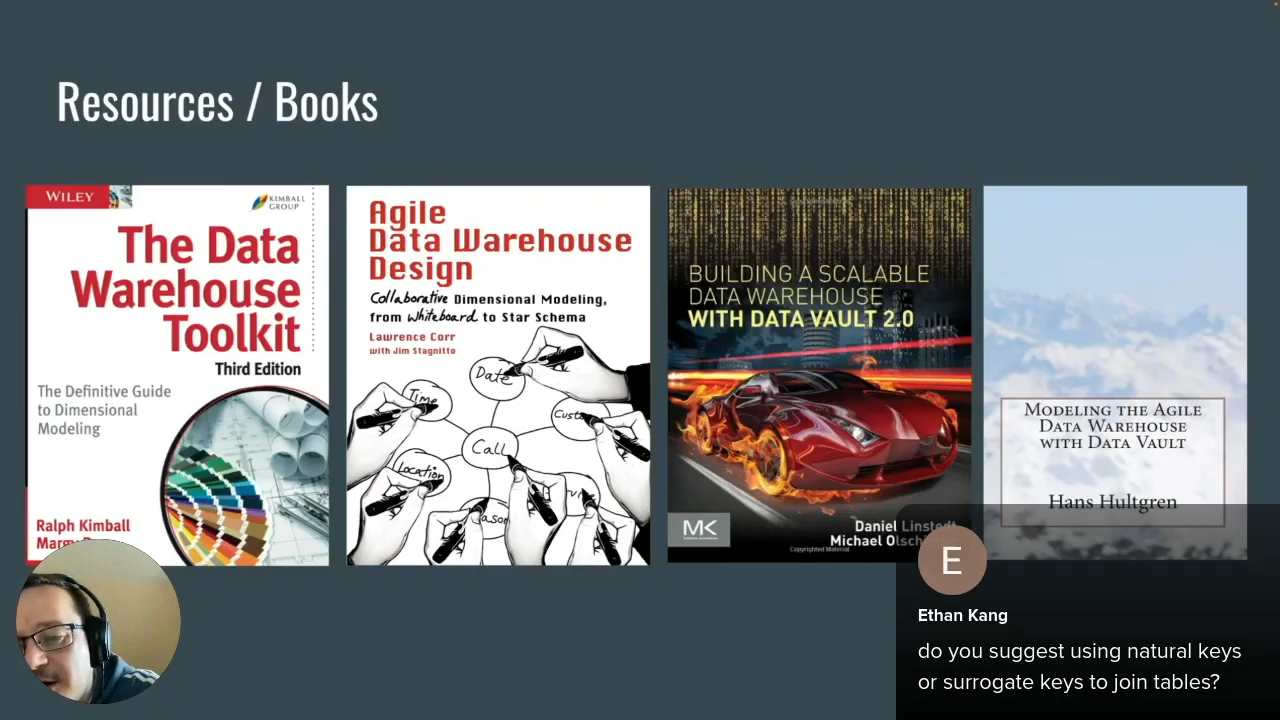 Resources / Books
WILEY
KIMBALL
GROUP
The Data
Warehouse
Toolkit
Third Edition
The Definitive Guide
to Dimensional
Modeling
Ralph Kimball
Agile
Data Warehouse
Design
Collaborative Dimensional Modeling,
from Whiteboard to Star Schema
Lawrence Corr
with Jim Stagnitto
Date
Time
Cust
Call
Location
BUILDING A SCALABLE
DATA WAREHOUSE
WITH DATA VAULT 2.0
MK
Daniel Linstedt
Michael Olschi
Copyrighted Material
Modeling the Agile
Data Warehouse
with Data Vault
Hans Hultgren
E
Ethan Kang
do you suggest using natural keys
or surrogate keys to join tables?